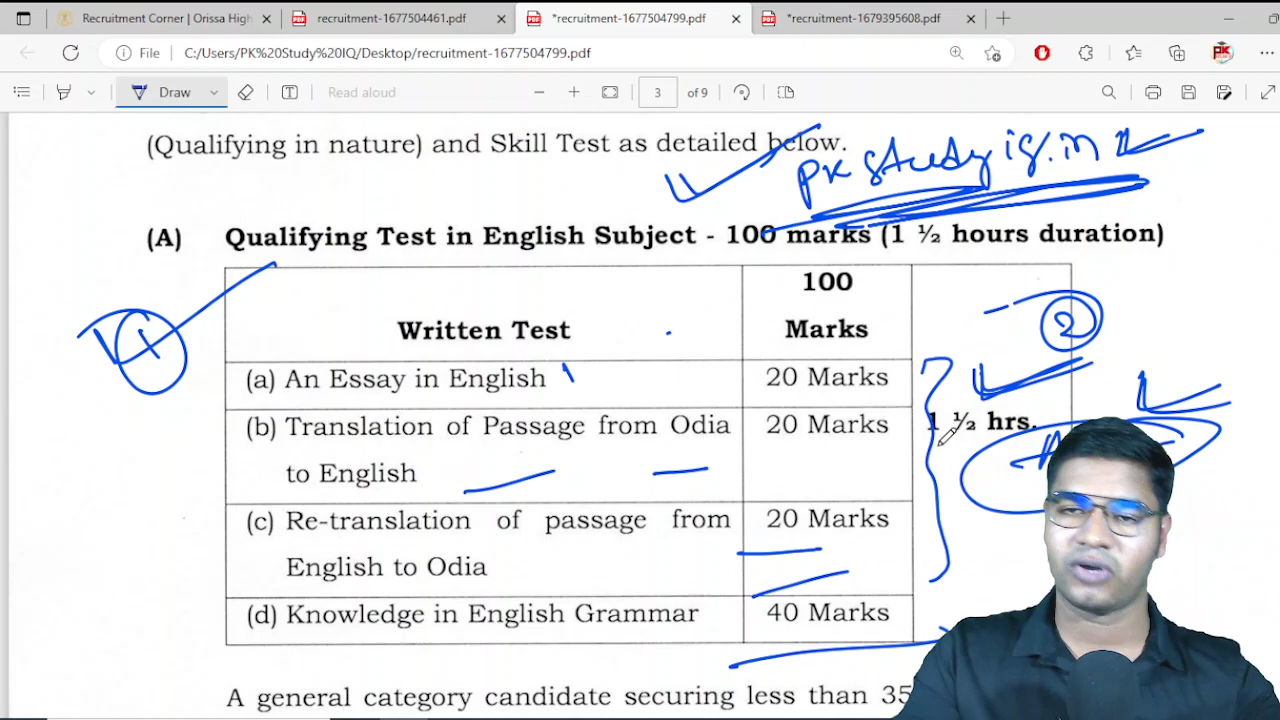 Recruitment Corner | Orissa High
recruitment-1677504461.pdf
*recruitment-1677504799.pdf
*recruitment-1679395608.pdf
File
C:/Users/PK%20Study%20IQ/Desktop/recruitment-1677504799.pdf
Draw
Read aloud
3
of 9
(Qualifying in nature) and Skill Test as detailed below.
PK Study iq.in
(A) Qualifying Test in English Subject - 100 marks (1 ½ hours duration)
Written Test
100
Marks
1
2
(a) An Essay in English
20 Marks
(b) Translation of Passage from Odia
to English
20 Marks
1 ½ hrs.
(c) Re-translation of passage from
English to Odia
20 Marks
(d) Knowledge in English Grammar
40 Marks
A general category candidate securing less than 35